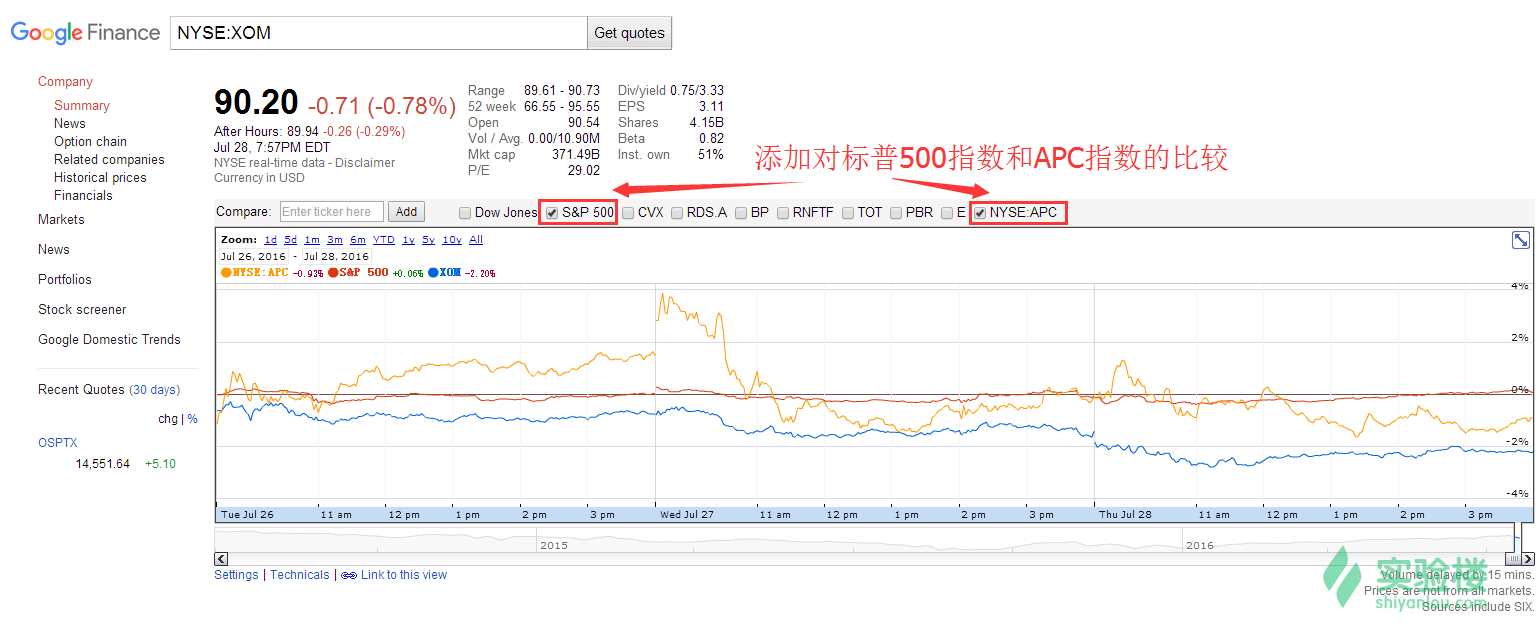 Google Finance NYSE:XOM Get quotes
Company
Summary
News
Option chain
Related companies
Historical prices
Financials
Markets
News
Portfolios
Stock screener
Google Domestic Trends
Recent Quotes (30 days)
chg | %
OSPTX
14,551.64 +5.10
90.20 -0.71 (-0.78%)
After Hours: 89.94 -0.26 (-0.29%)
Jul 28, 7:57PM EDT
NYSE real-time data - Disclaimer
Currency in USD
Range 89.61 - 90.73
52 week 66.55 - 95.55
Open 90.54
Vol / Avg. 0.00/10.90M
Mkt cap 371.49B
P/E 29.02
Div/yield 0.75/3.33
EPS 3.11
Shares 4.15B
Beta 0.82
Inst. own 51%
添加对标普500指数和APC指数的比较
Compare: Enter ticker here Add Dow Jones S&P 500 CVX RDS.A BP RNFTF TOT PBR E NYSE:APC
Zoom: 1d 5d 1m 3m 6m YTD 1y 5y 10y All
Jul 26, 2016 - Jul 28, 2016
NYSE:APC -0.93% S&P 500 +0.06% XOM -2.20%
4%
2%
0%
-2%
-4%
Tue Jul 26 11 am 12 pm 1 pm 2 pm 3 pm Wed Jul 27 11 am 12 pm 1 pm 2 pm 3 pm Thu Jul 28 11 am 12 pm 1 pm 2 pm 3 pm
2015 2016
Settings | Technicals | Link to this view
Volume delayed by 15 mins.
Prices are not from all markets.
Sources include SIX.
实验楼
shiyanlou.com